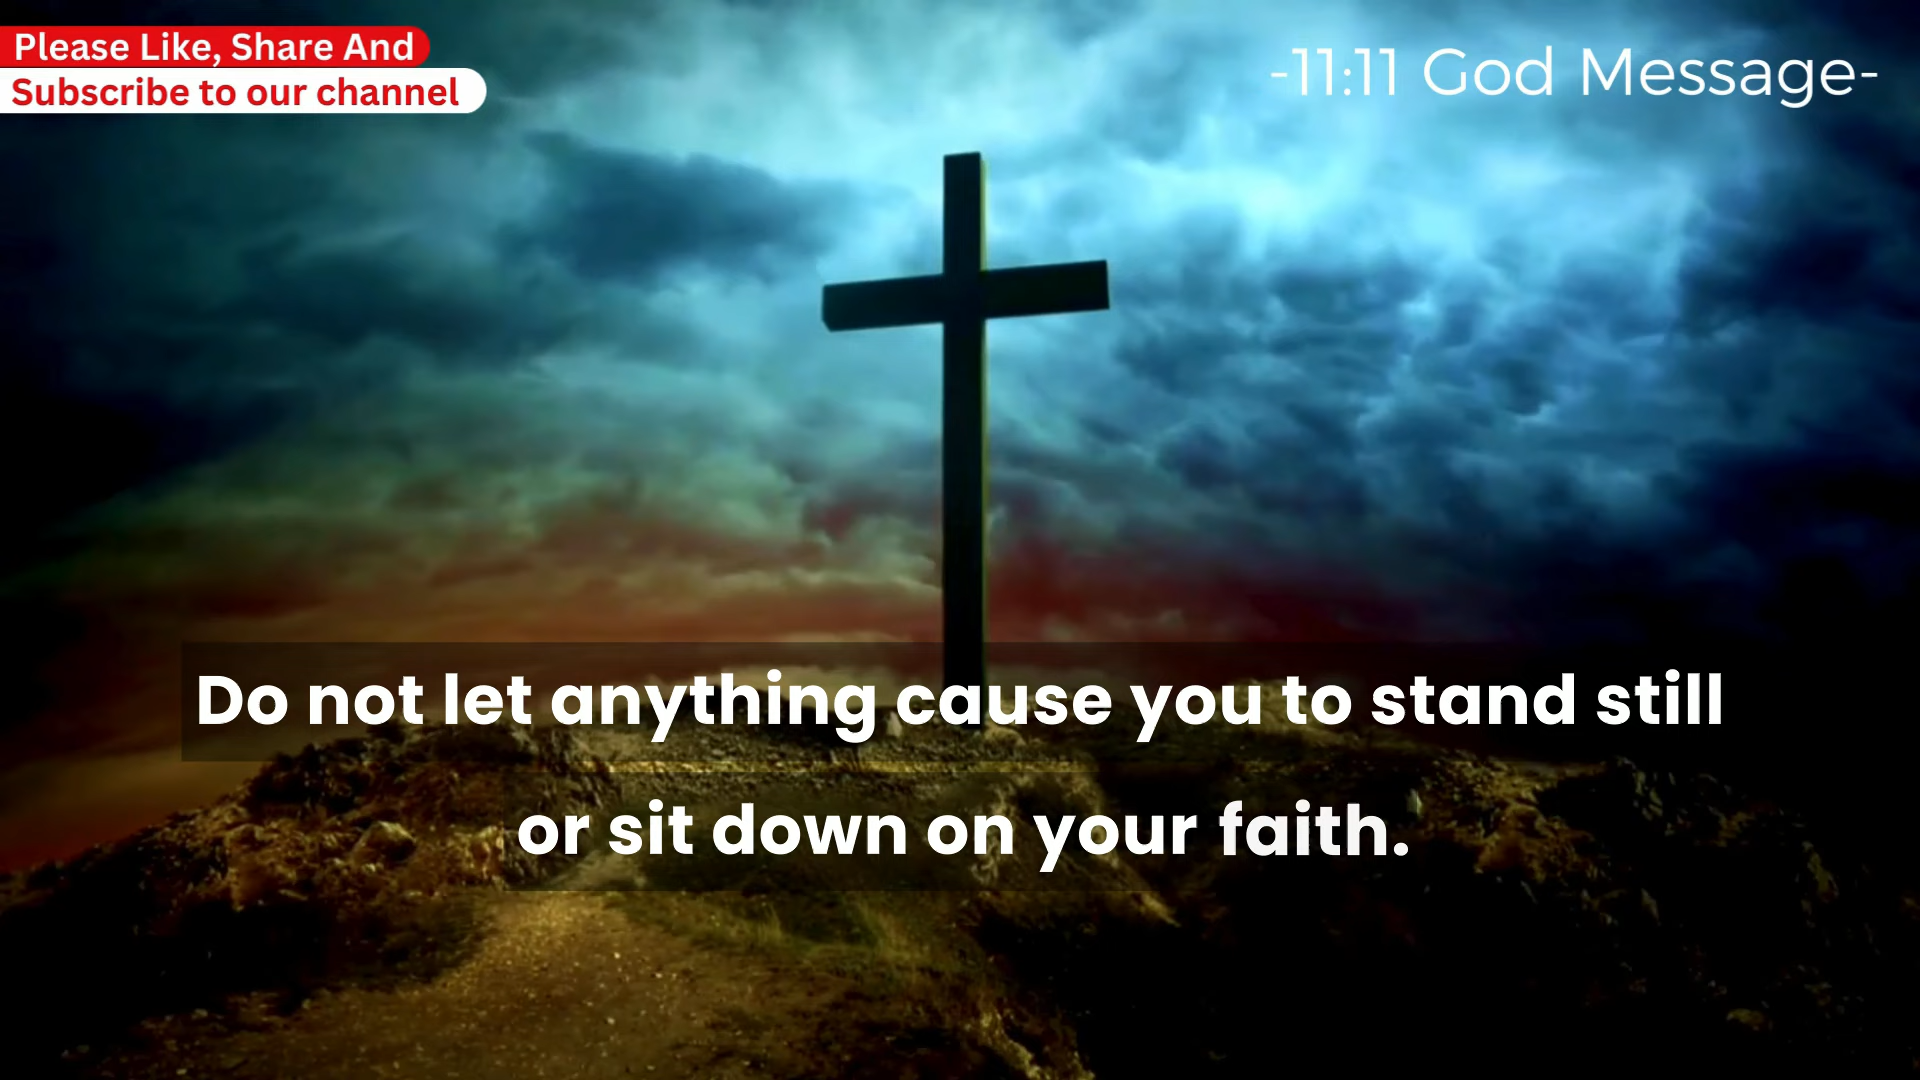 Please Like, Share And
Subscribe to our channel
-11:11 God Message-
Do not let anything cause you to stand still
or sit down on your faith.